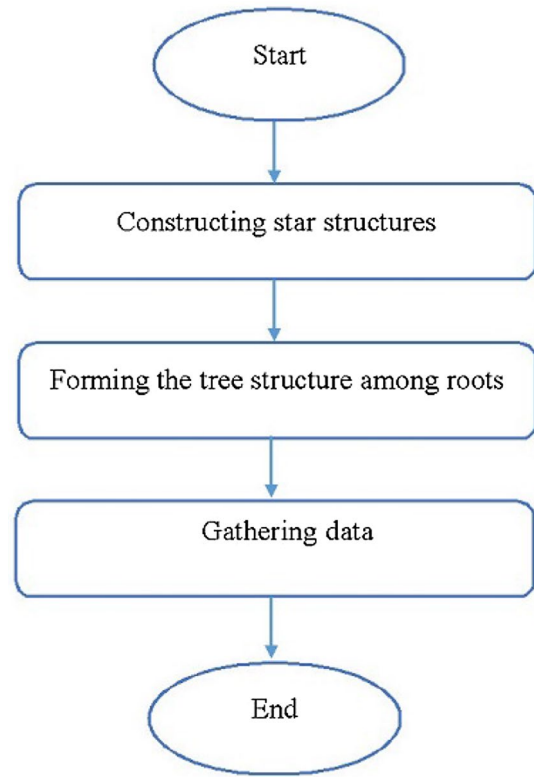 Start
Constructing star structures
Forming the tree structure among roots
Gathering data
End